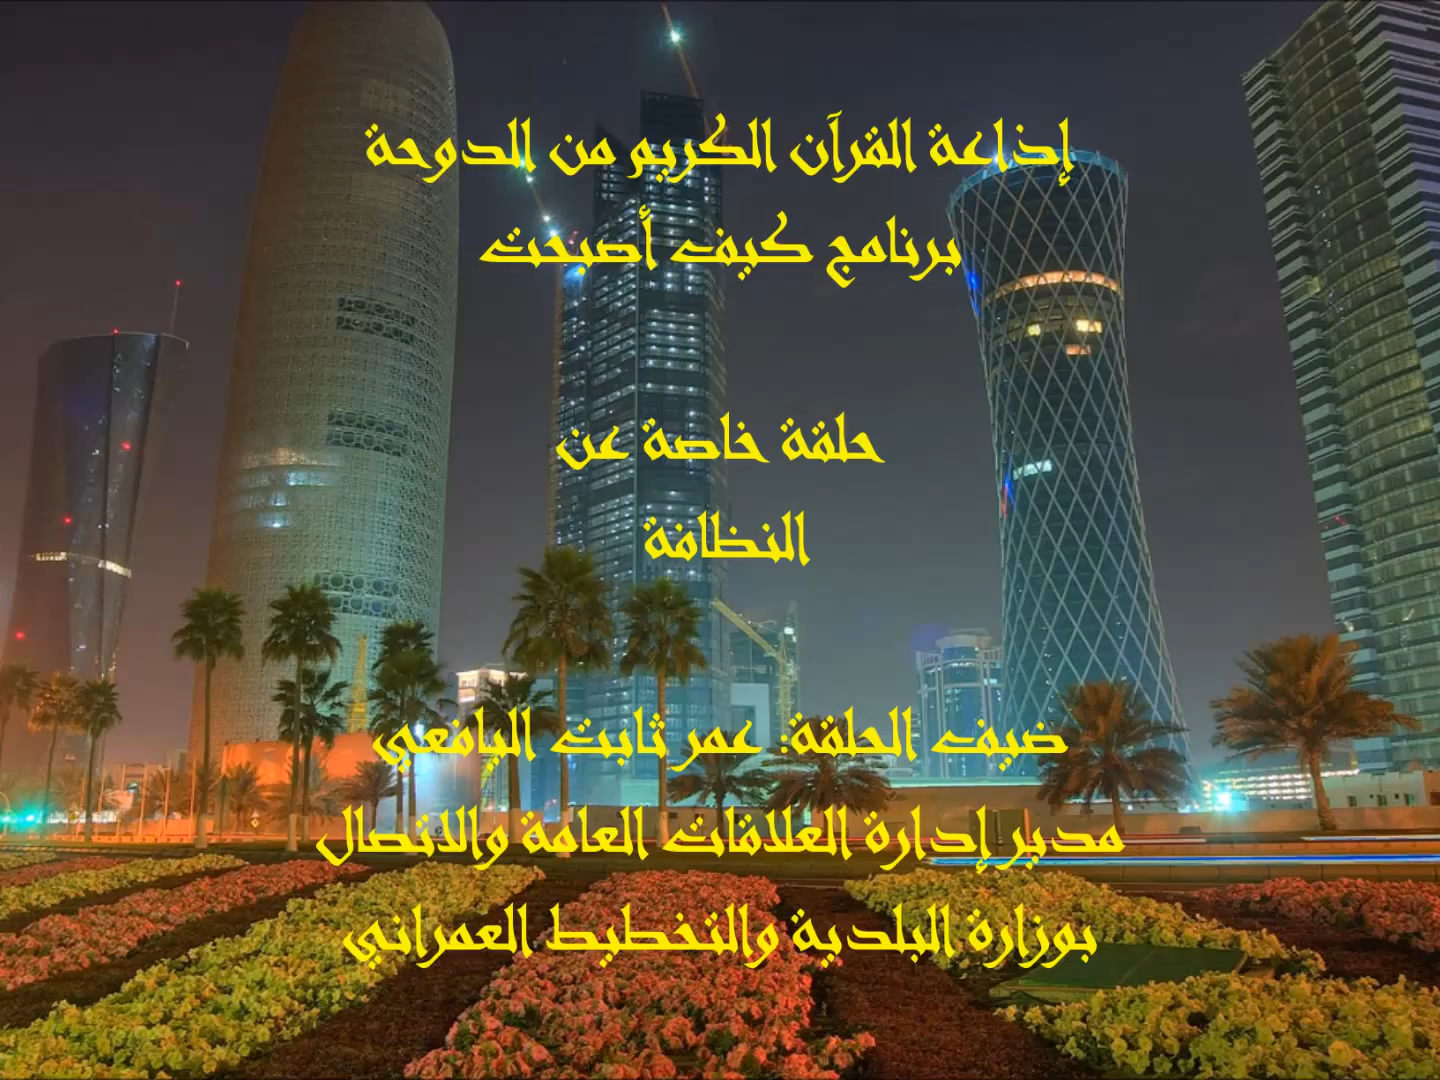 إذاعة القرآن الكريم من الدوحة
برنامج كيف أصبحت
حلقة خاصة عن
النظافة
ضيف الحلقة: عمر ثابت اليافعي
مدير إدارة العلاقات العامة والاتصال
بوزارة البلدية والتخطيط العمراني